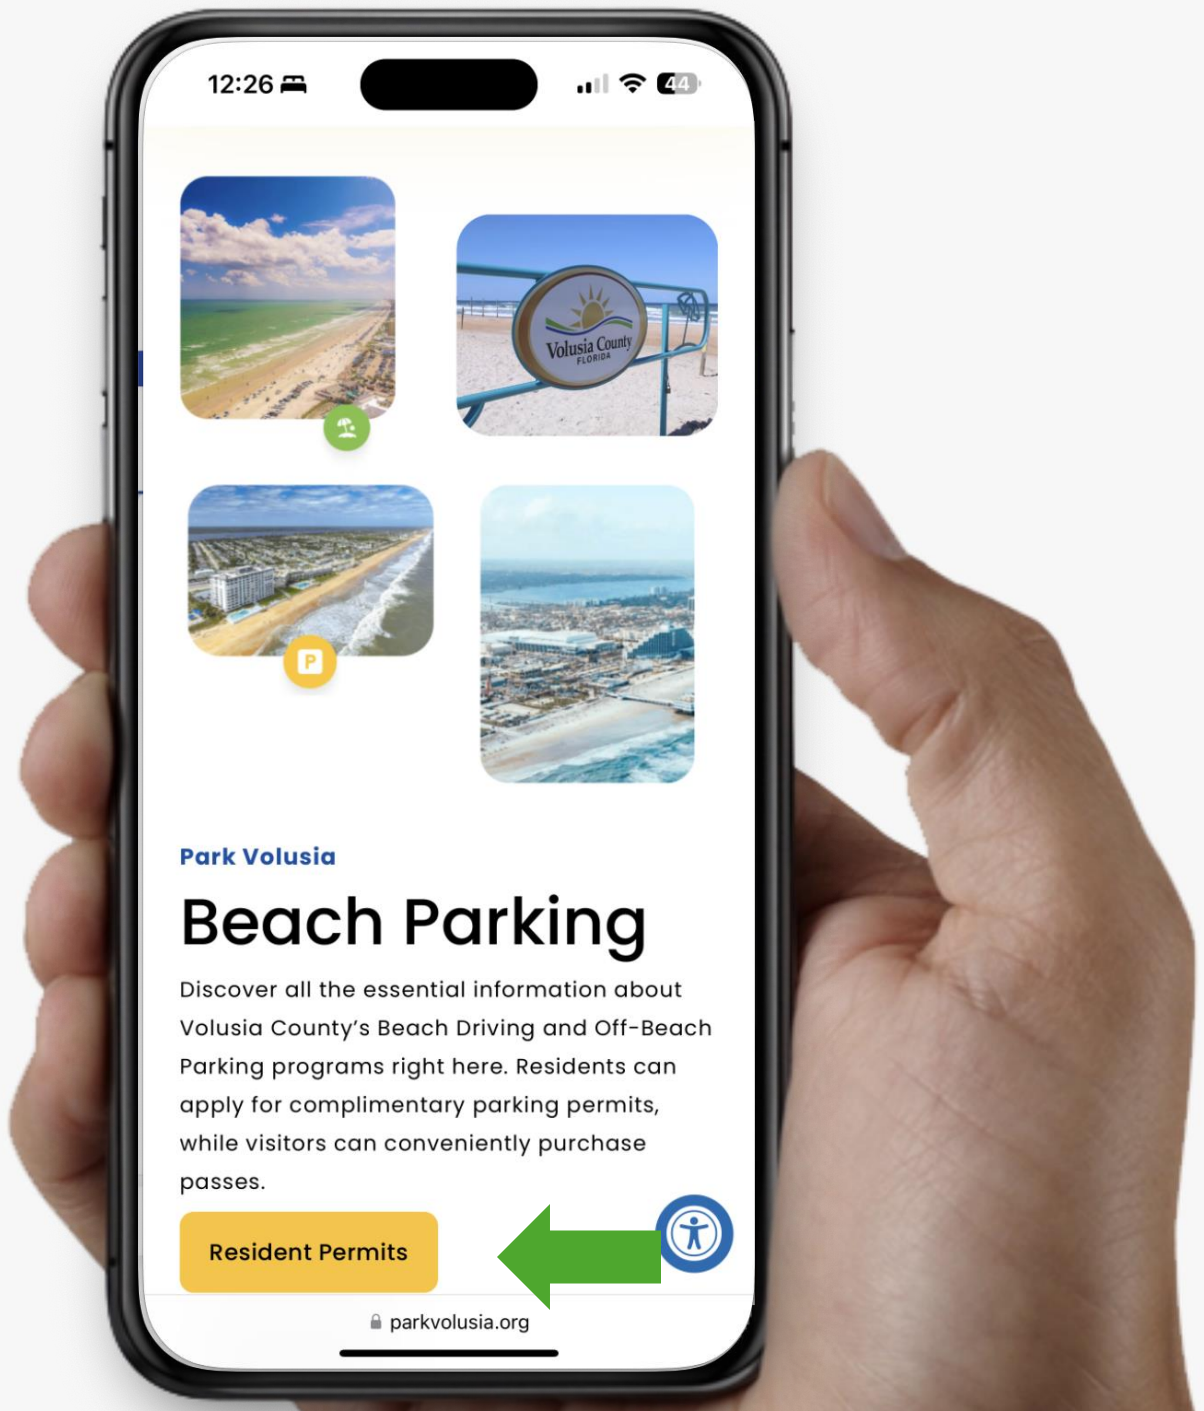 12:26
44
Volusia County
FLORIDA
P
Park Volusia
Beach Parking
Discover all the essential information about
Volusia County’s Beach Driving and Off-Beach
Parking programs right here. Residents can
apply for complimentary parking permits,
while visitors can conveniently purchase
passes.
Resident Permits
parkvolusia.org